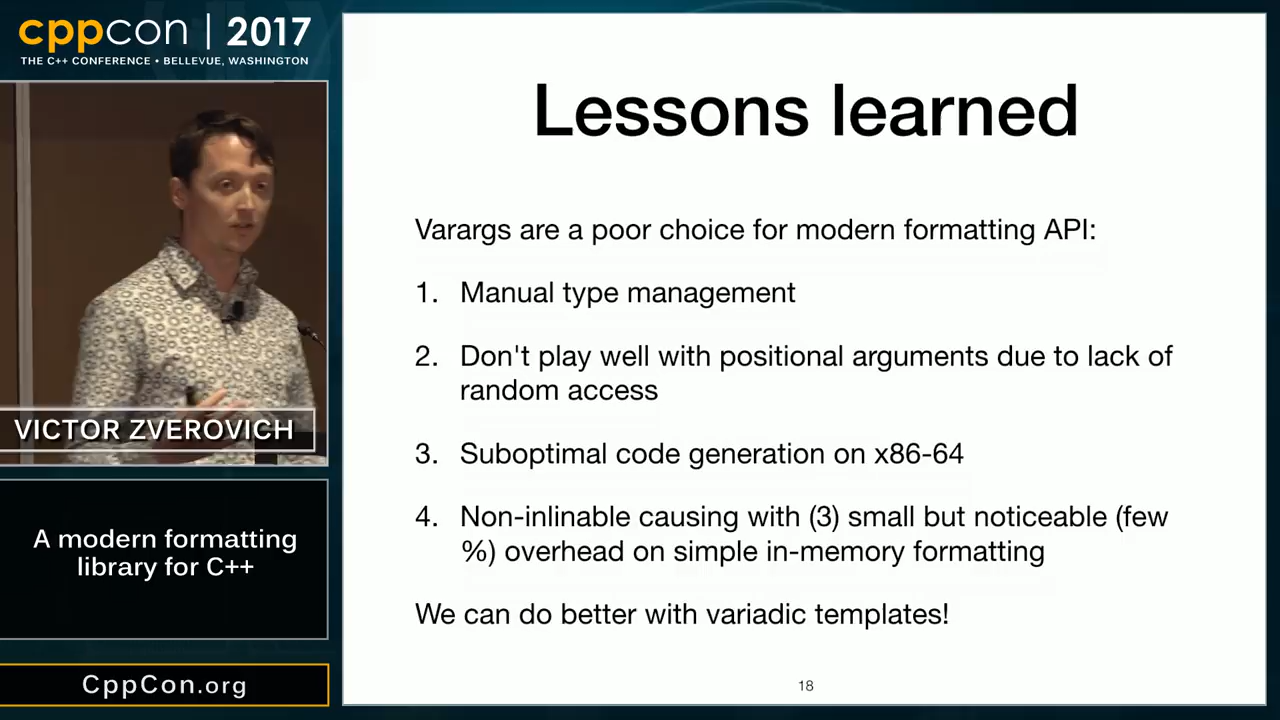 cppcon | 2017
THE C++ CONFERENCE • BELLEVUE, WASHINGTON
VICTOR ZVEROVICH
A modern formatting
library for C++
CppCon.org
Lessons learned
Varargs are a poor choice for modern formatting API:
1. Manual type management
2. Don't play well with positional arguments due to lack of
random access
3. Suboptimal code generation on x86-64
4. Non-inlinable causing with (3) small but noticeable (few
%) overhead on simple in-memory formatting
We can do better with variadic templates!
18